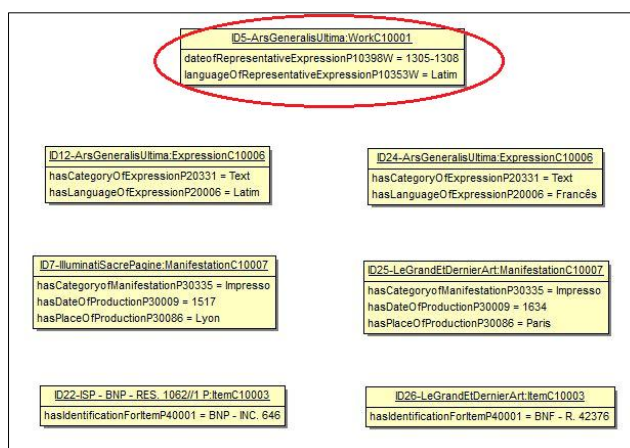 ID5-ArsGeneralisUltima:WorkC10001
dateofRepresentativeExpressionP10398W = 1305-1308
languageOfRepresentativeExpressionP10353W = Latim
ID12-ArsGeneralisUltima:ExpressionC10006
hasCategoryOfExpressionP20331 = Text
hasLanguageOfExpressionP20006 = Latim
ID24-ArsGeneralisUltima:ExpressionC10006
hasCategoryOfExpressionP20331 = Text
hasLanguageOfExpressionP20006 = Francês
ID7-IlluminatiSacrePagine:ManifestationC10007
hasCategoryofManifestationP30335 = Impresso
hasDateOfProductionP30009 = 1517
hasPlaceOfProductionP30086 = Lyon
ID25-LeGrandEtDernierArt:ManifestationC10007
hasCategoryofManifestationP30335 = Impresso
hasDateOfProductionP30009 = 1634
hasPlaceOfProductionP30086 = Paris
ID22-ISP - BNP - RES. 1062//1 P:ItemC10003
hasIdentificationForItemP40001 = BNP - INC. 646
ID26-LeGrandEtDernierArt:ItemC10003
hasIdentificationForItemP40001 = BNF - R. 42376